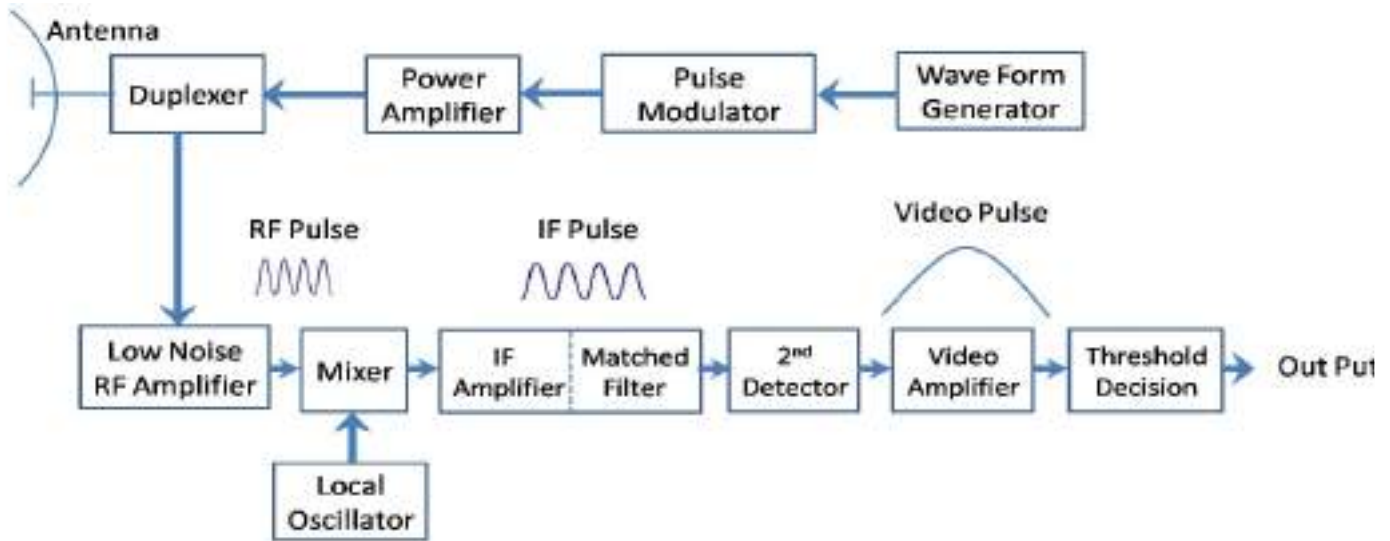 Antenna
Duplexer
Power
Amplifier
Pulse
Modulator
Wave Form
Generator
RF Pulse
IF Pulse
Video Pulse
Low Noise
RF Amplifier
Mixer
IF
Amplifier
Matched
Filter
2nd
Detector
Video
Amplifier
Threshold
Decision
Out Put
Local
Oscillator